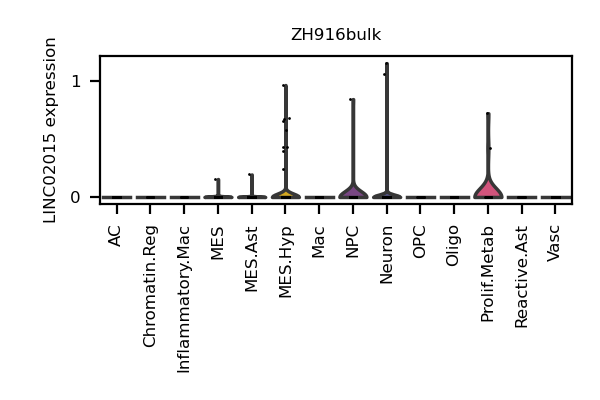 ZH916bulk
LINC02015 expression
1
0
AC
Chromatin.Reg
Inflammatory.Mac
MES
MES.Ast
MES.Hyp
Mac
NPC
Neuron
OPC
Oligo
Prolif.Metab
Reactive.Ast
Vasc